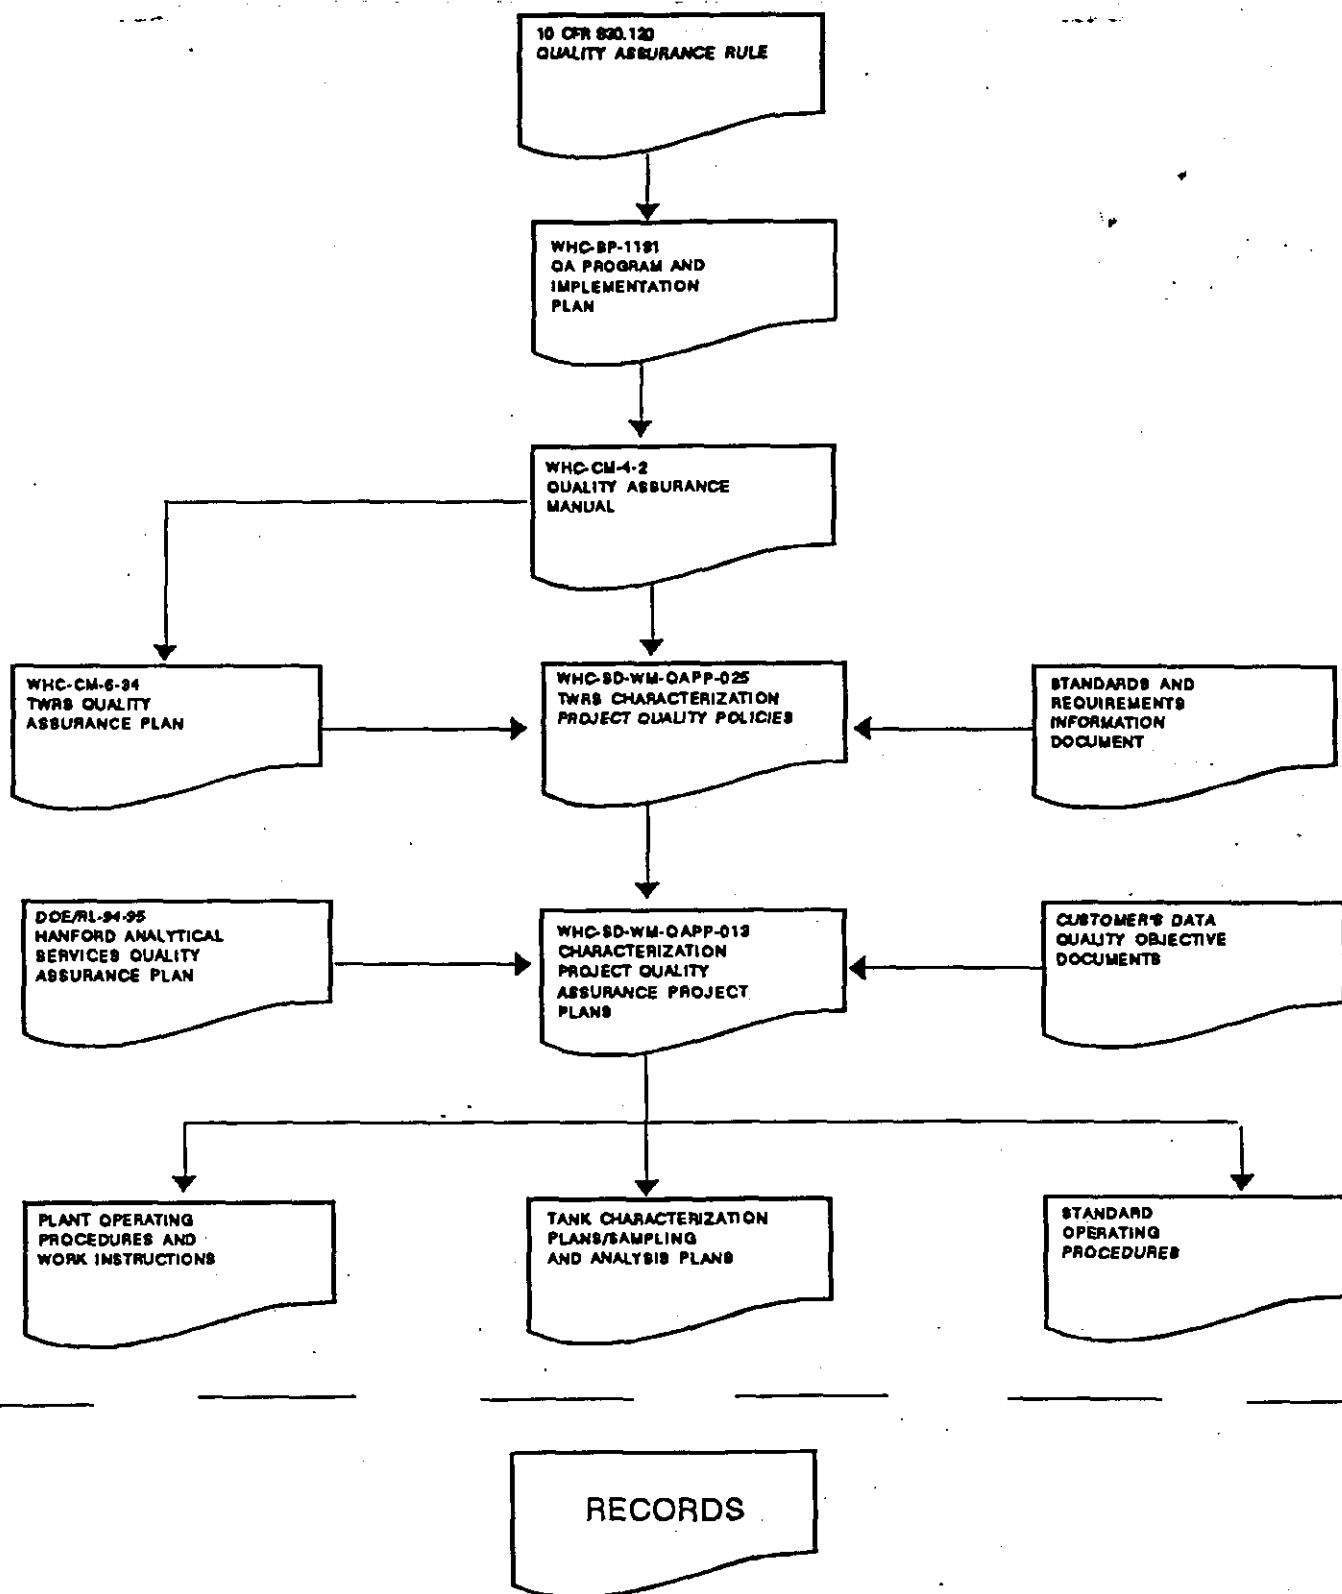 10 CFR 830.120
QUALITY ASSURANCE RULE
WHC-SP-1131
QA PROGRAM AND
IMPLEMENTATION
PLAN
WHC-CM-4-2
QUALITY ASSURANCE
MANUAL
WHC-CM-6-34
TWRS QUALITY
ASSURANCE PLAN
WHC-SD-WM-QAPP-025
TWRS CHARACTERIZATION
PROJECT QUALITY POLICIES
STANDARDS AND
REQUIREMENTS
INFORMATION
DOCUMENT
DOE/RL-94-95
HANFORD ANALYTICAL
SERVICES QUALITY
ASSURANCE PLAN
WHC-SD-WM-QAPP-013
CHARACTERIZATION
PROJECT QUALITY
ASSURANCE PROJECT
PLANS
CUSTOMER'S DATA
QUALITY OBJECTIVE
DOCUMENTS
PLANT OPERATING
PROCEDURES AND
WORK INSTRUCTIONS
TANK CHARACTERIZATION
PLANS/SAMPLING
AND ANALYSIS PLANS
STANDARD
OPERATING
PROCEDURES
RECORDS